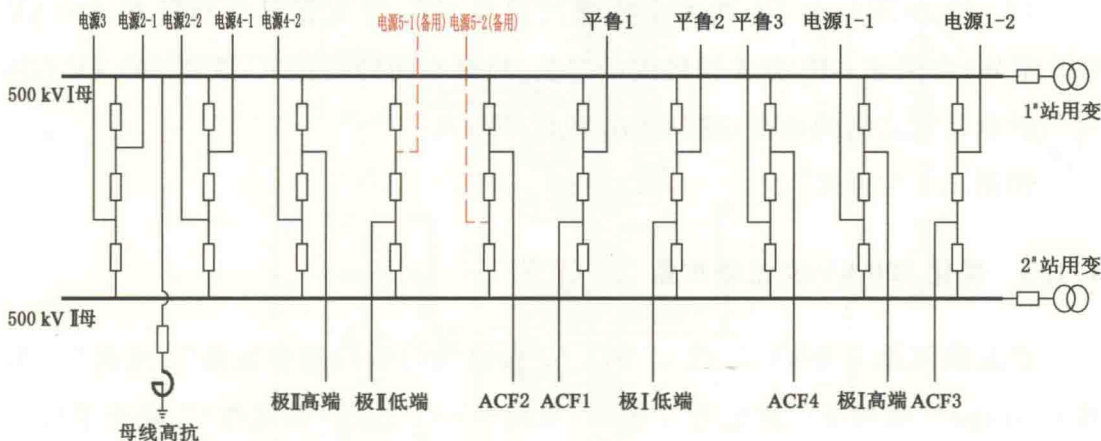 电源3 电源2-1 电源2-2 电源4-1 电源4-2 电源5-1(备用) 电源5-2(备用) 平鲁1 平鲁2 平鲁3 电源1-1 电源1-2
500 kV Ⅰ母
1#站用变
2#站用变
500 kV Ⅱ母
极Ⅱ高端 极Ⅱ低端 ACF2 ACF1 极Ⅰ低端 ACF4 极Ⅰ高端 ACF3
母线高抗